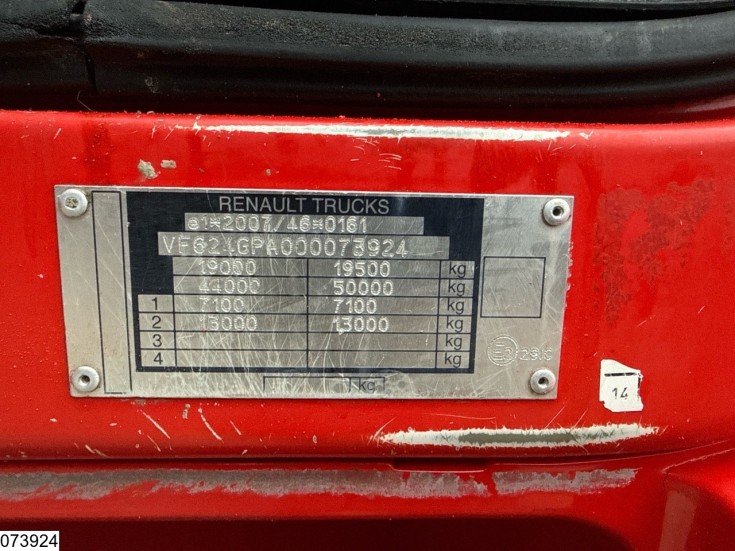 RENAULT TRUCKS
e1*2007/46*0161
VF624GPA000073924
19000 19500 kg
44000 50000 kg
1 7100 7100 kg
2 13000 13000 kg
3 kg
4 kg
kg
14
073924